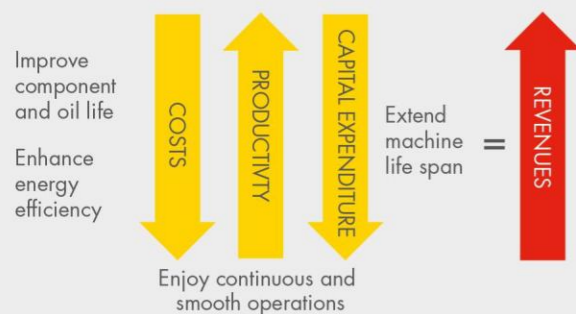 Improve
component
and oil life
Enhance
energy
efficiency
COSTS
PRODUCTIVTY
CAPITAL EXPENDITURE
Extend
machine
life span
=
REVENUES
Enjoy continuous and
smooth operations